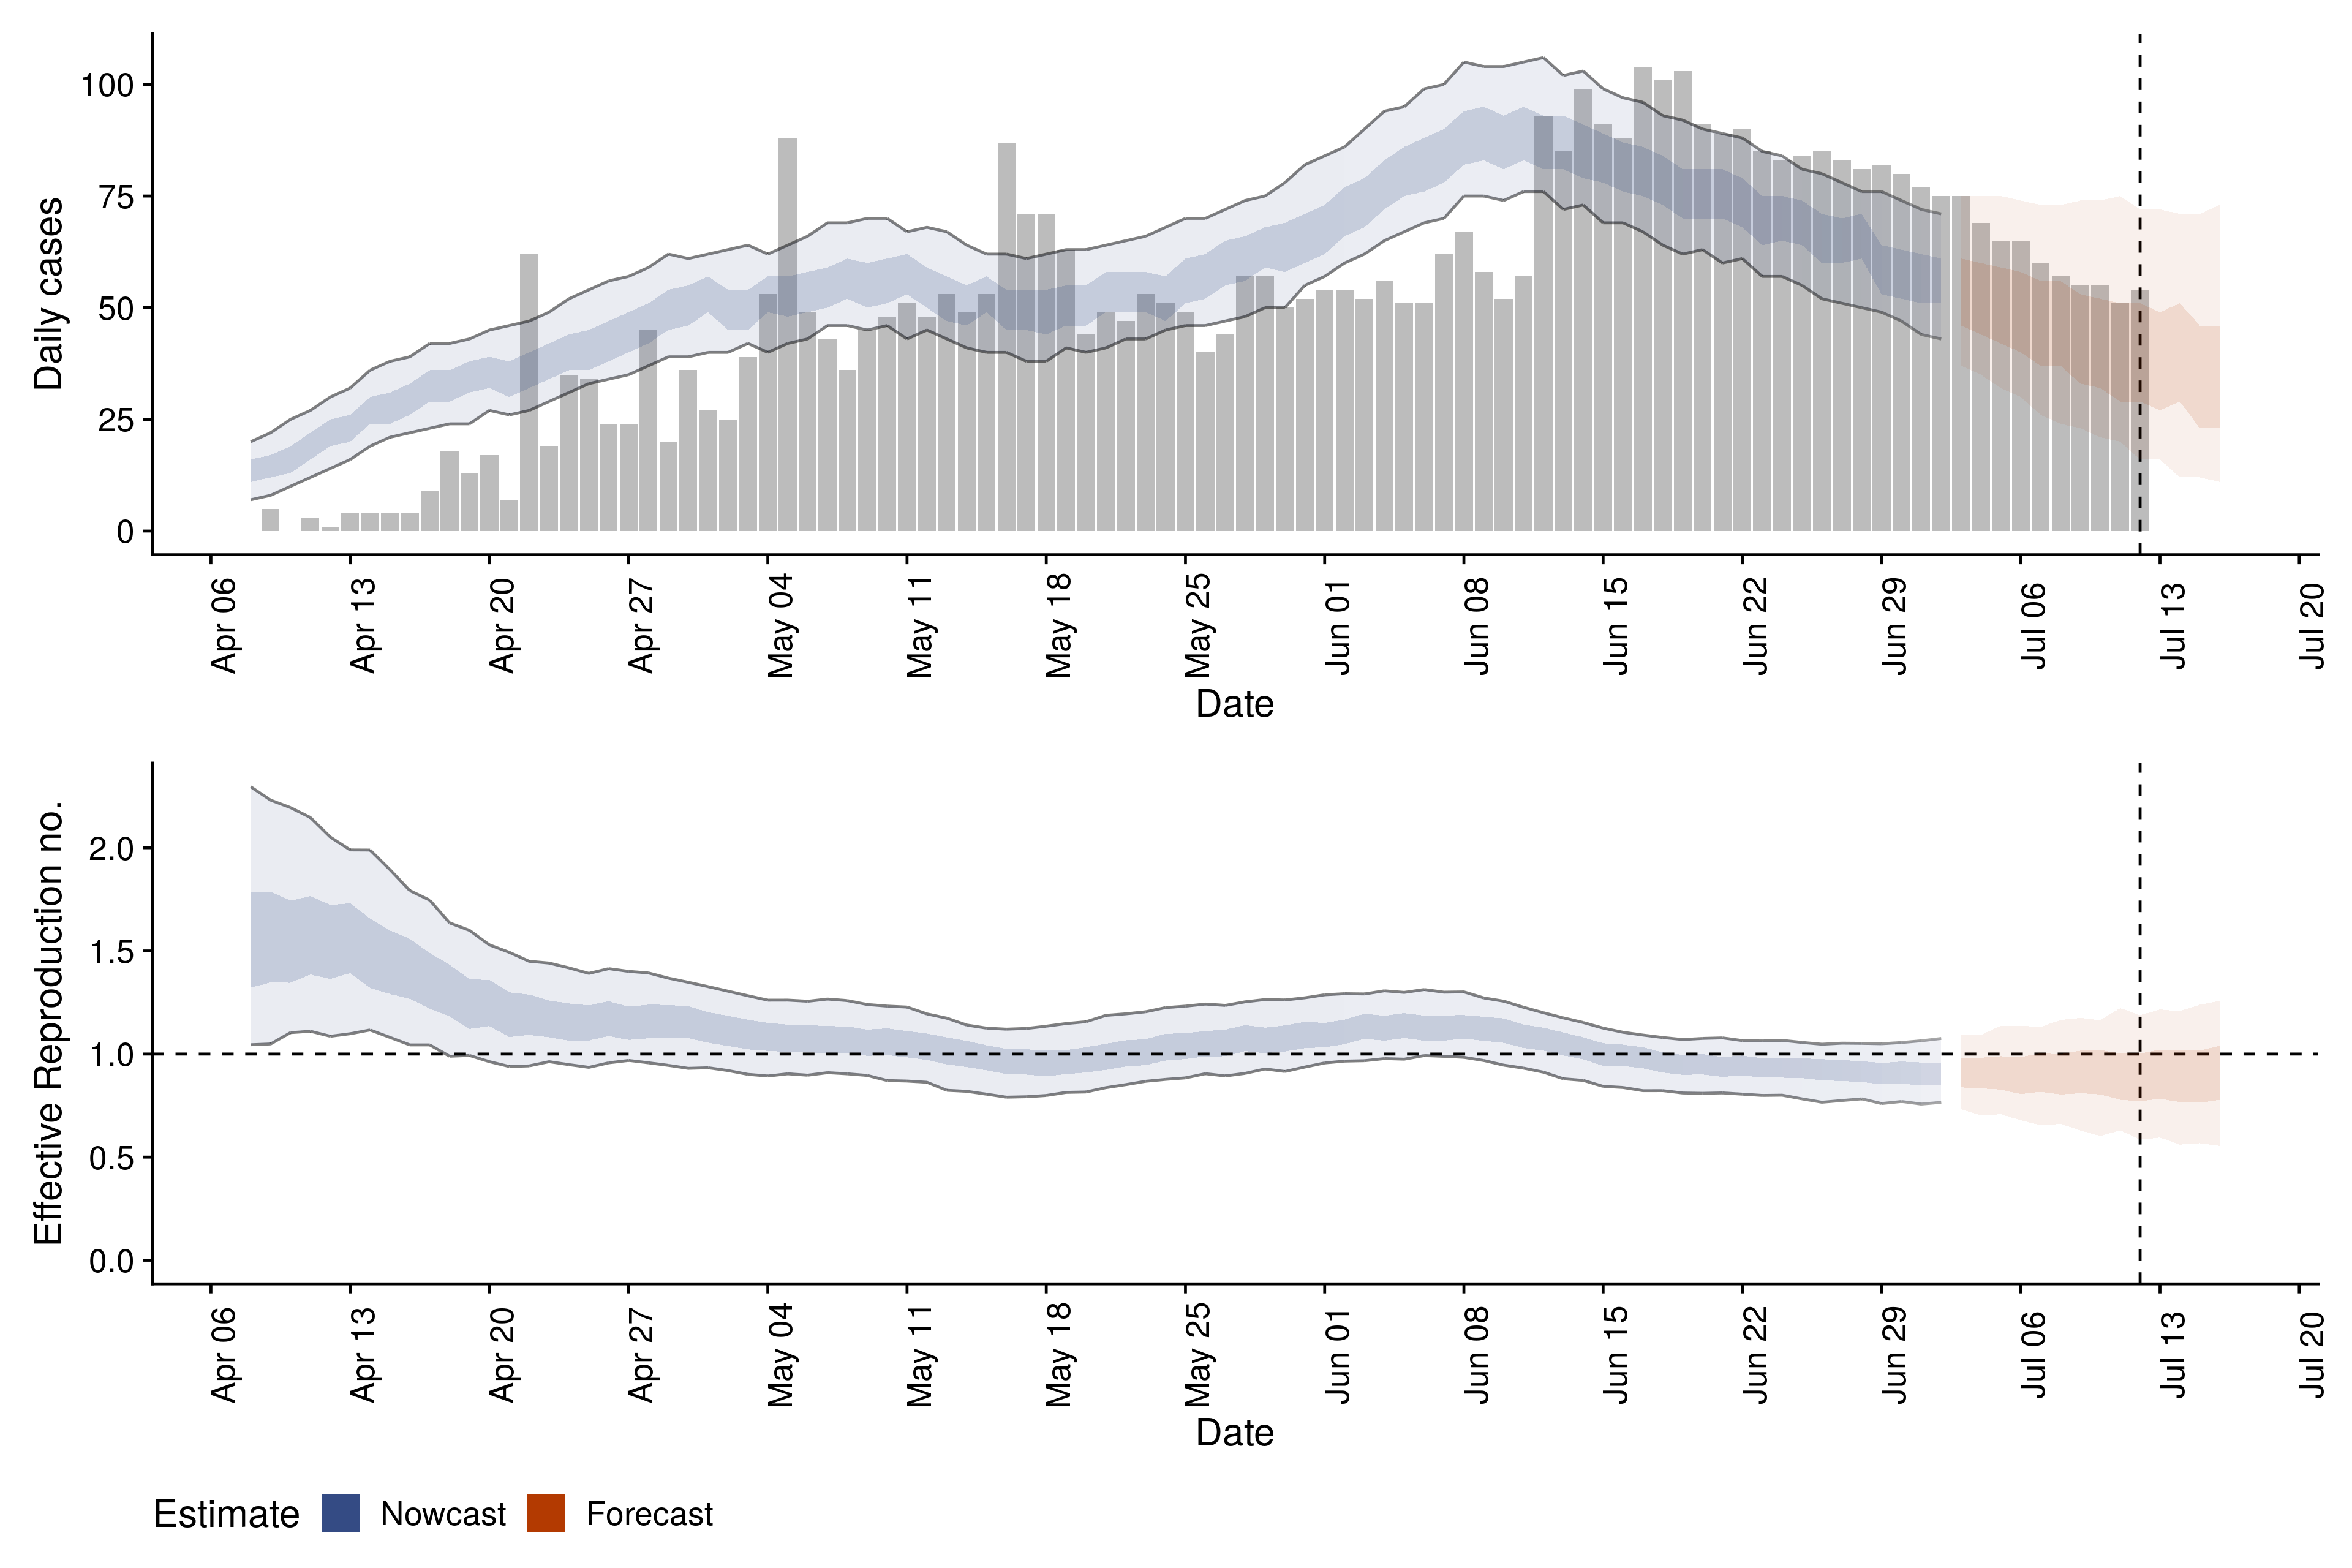 Daily cases
100
75
50
25
0
Apr 06
Apr 13
Apr 20
Apr 27
May 04
May 11
May 18
May 25
Jun 01
Jun 08
Jun 15
Jun 22
Jun 29
Jul 06
Jul 13
Jul 20
Date
Effective Reproduction no.
2.0
1.5
1.0
0.5
0.0
Apr 06
Apr 13
Apr 20
Apr 27
May 04
May 11
May 18
May 25
Jun 01
Jun 08
Jun 15
Jun 22
Jun 29
Jul 06
Jul 13
Jul 20
Date
Estimate Nowcast Forecast